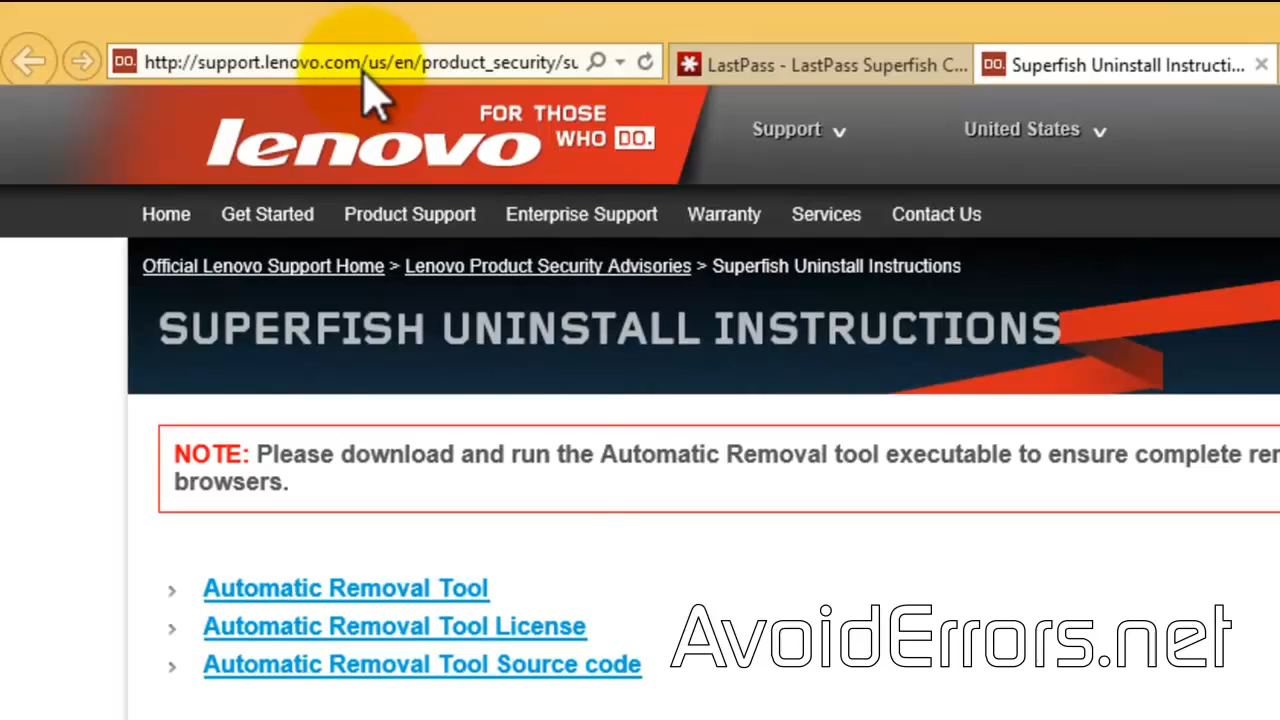 DO. http://support.lenovo.com/us/en/product_security/su
LastPass - LastPass Superfish C...
DO. Superfish Uninstall Instructi...
lenovo
FOR THOSE
WHO DO.
Support
United States
Home Get Started Product Support Enterprise Support Warranty Services Contact Us
Official Lenovo Support Home > Lenovo Product Security Advisories > Superfish Uninstall Instructions
SUPERFISH UNINSTALL INSTRUCTIONS
NOTE: Please download and run the Automatic Removal tool executable to ensure complete rem
browsers.
Automatic Removal Tool
Automatic Removal Tool License
Automatic Removal Tool Source code
AvoidErrors.net